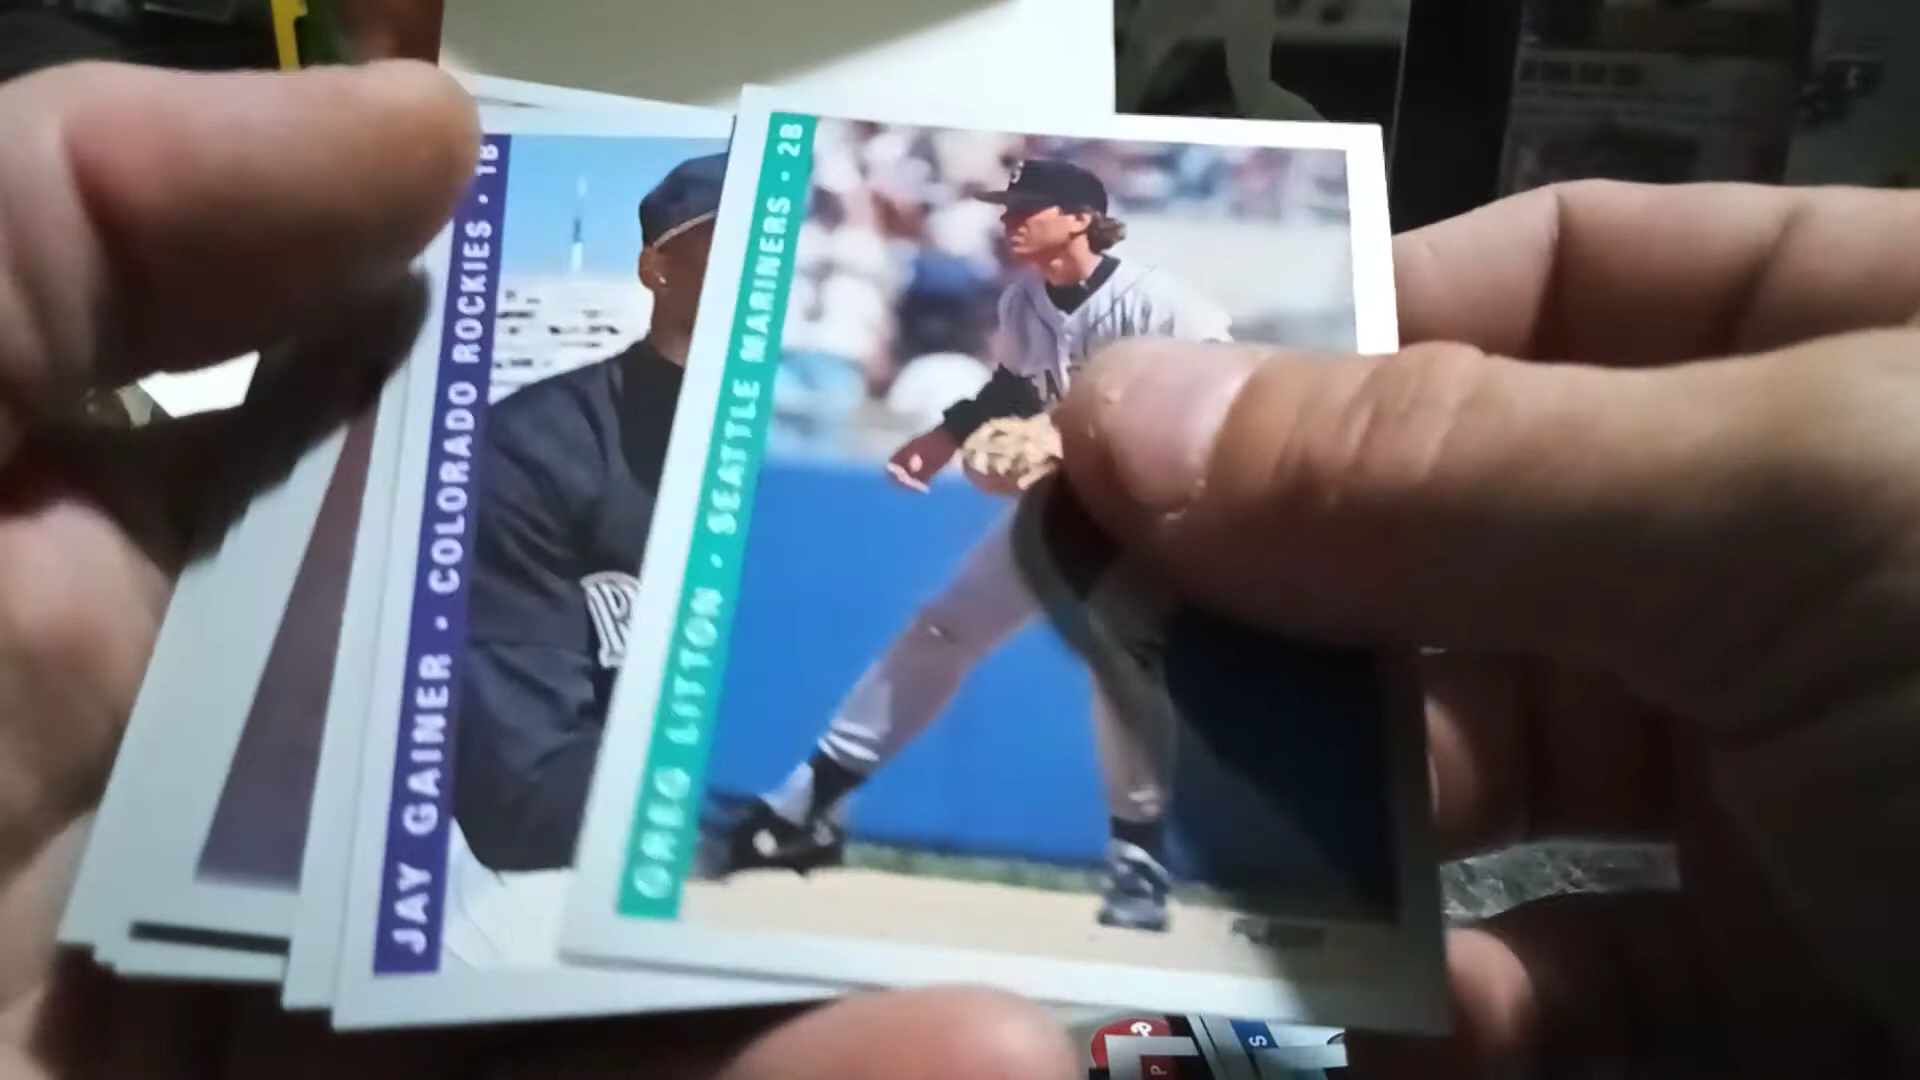 JAY GAINER · COLORADO ROCKIES · 1B
GREG LITTON · SEATTLE MARINERS · 2B